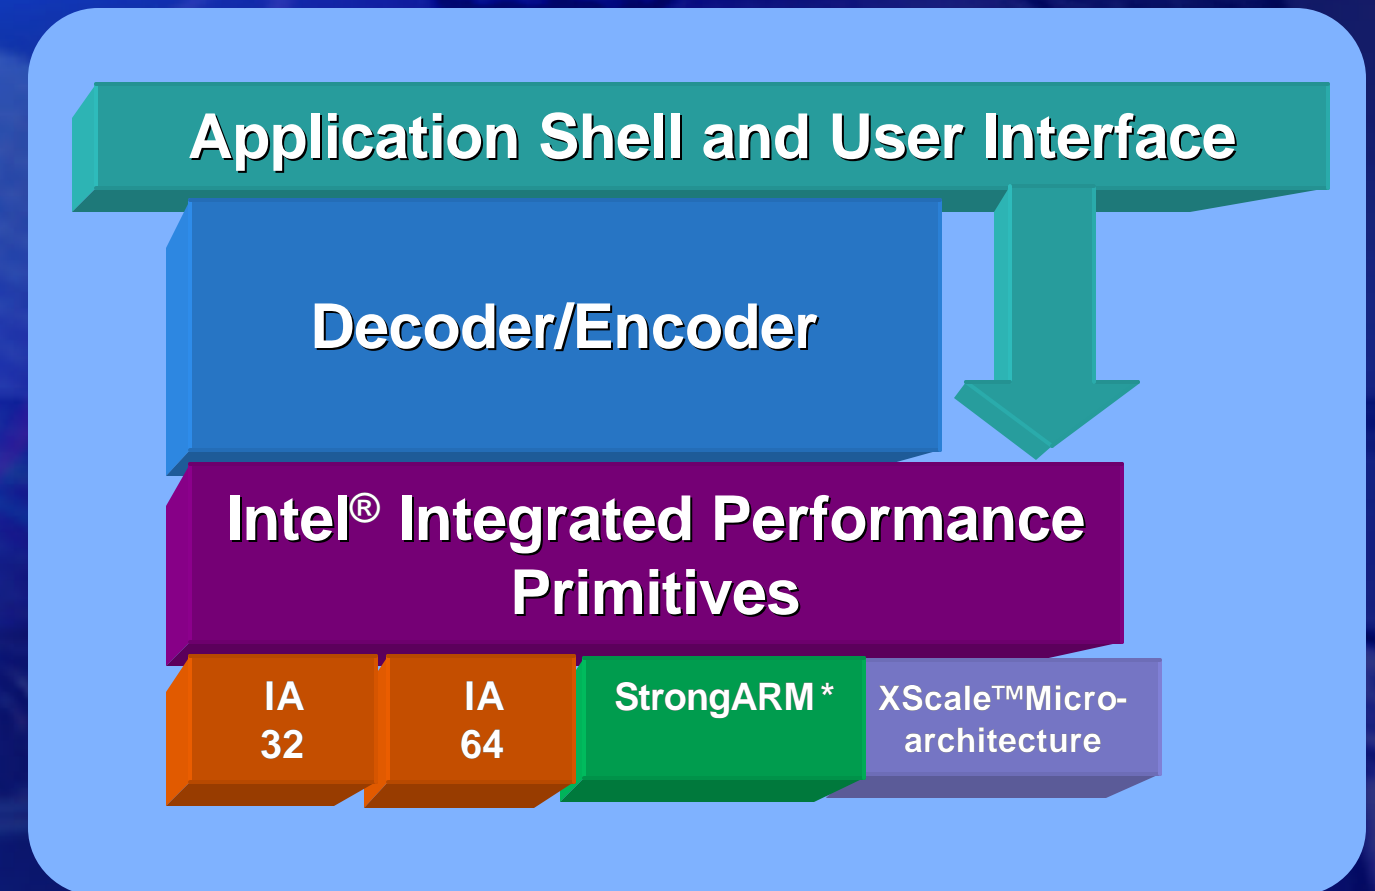 Application Shell and User Interface
Decoder/Encoder
Intel® Integrated Performance
Primitives
IA
32
IA
64
StrongARM *
XScale™Micro-
architecture